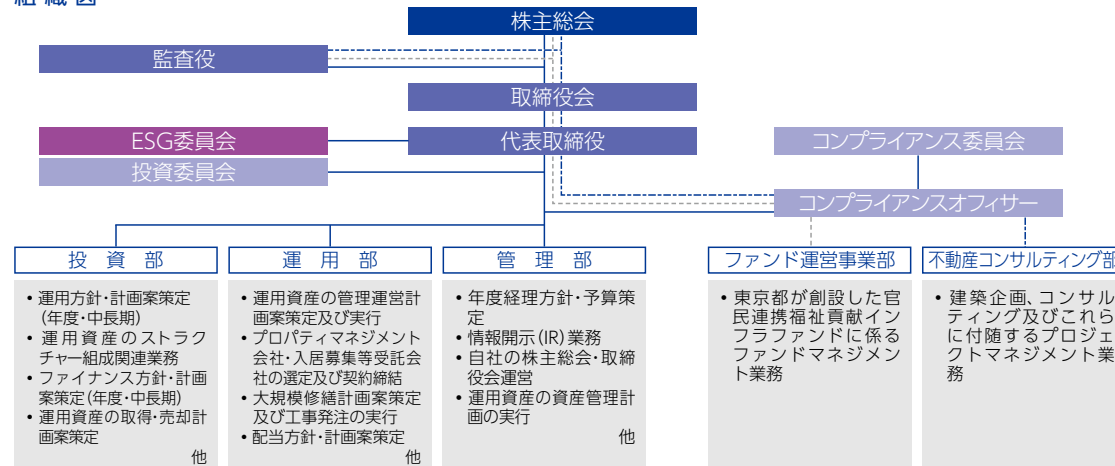 組織図
株主総会
監査役
取締役会
ESG委員会
代表取締役
コンプライアンス委員会
投資委員会
コンプライアンスオフィサー
投資部
運用部
管理部
ファンド運営事業部
不動産コンサルティング部
• 運用方針・計画案策定
(年度・中長期)
• 運用資産のストラク
チャー組成関連業務
• ファイナンス方針・計画
案策定(年度・中長期)
• 運用資産の取得・売却計
画案策定
他
• 運用資産の管理運営計
画案策定及び実行
• プロパティマネジメント
会社・入居募集等受託会
社の選定及び契約締結
• 大規模修繕計画案策定
及び工事発注の実行
• 配当方針・計画案策定
他
• 年度経理方針・予算策
定
• 情報開示(IR)業務
• 自社の株主総会・取締
役会運営
• 運用資産の資産管理計
画の実行
他
• 東京都が創設した官
民連携福祉貢献イン
フラファンドに係る
ファンドマネジメン
ト業務
• 建築企画、コンサル
ティング及びこれら
に付随するプロジェ
クトマネジメント業
務